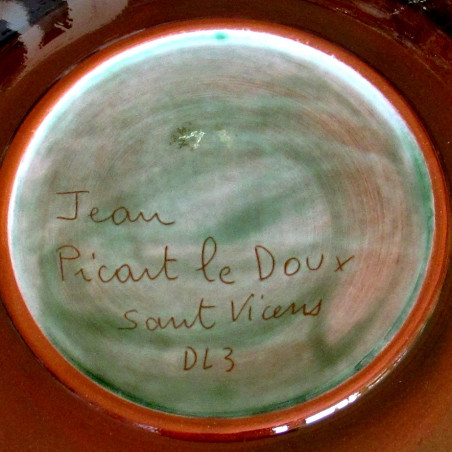 Jean
Picart le Doux
Sant Vicens
DL3